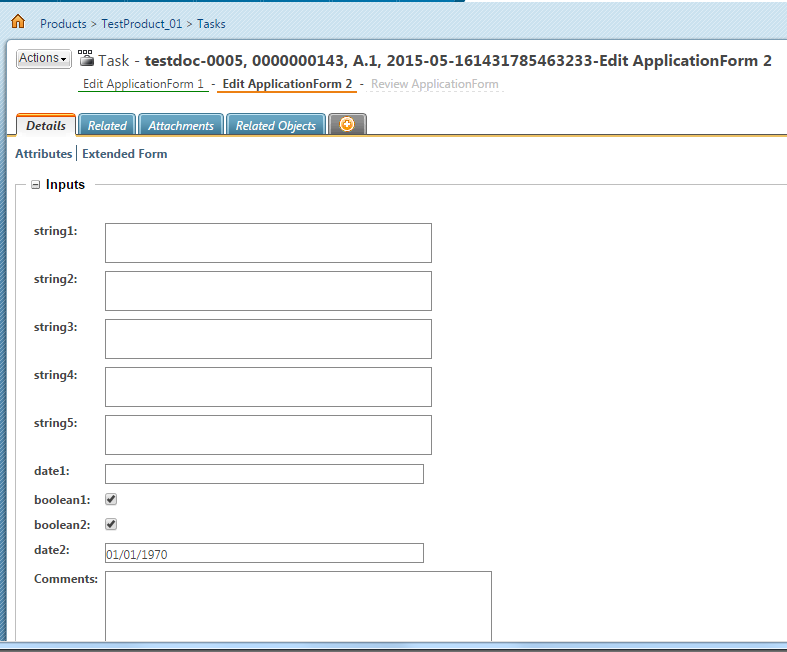 Products > TestProduct_01 > Tasks
Actions Task - testdoc-0005, 0000000143, A.1, 2015-05-161431785463233-Edit ApplicationForm 2
Edit ApplicationForm 1 - Edit ApplicationForm 2 - Review ApplicationForm
Details Related Attachments Related Objects
Attributes Extended Form
Inputs
string1:
string2:
string3:
string4:
string5:
date1:
boolean1:
boolean2:
date2: 01/01/1970
Comments: